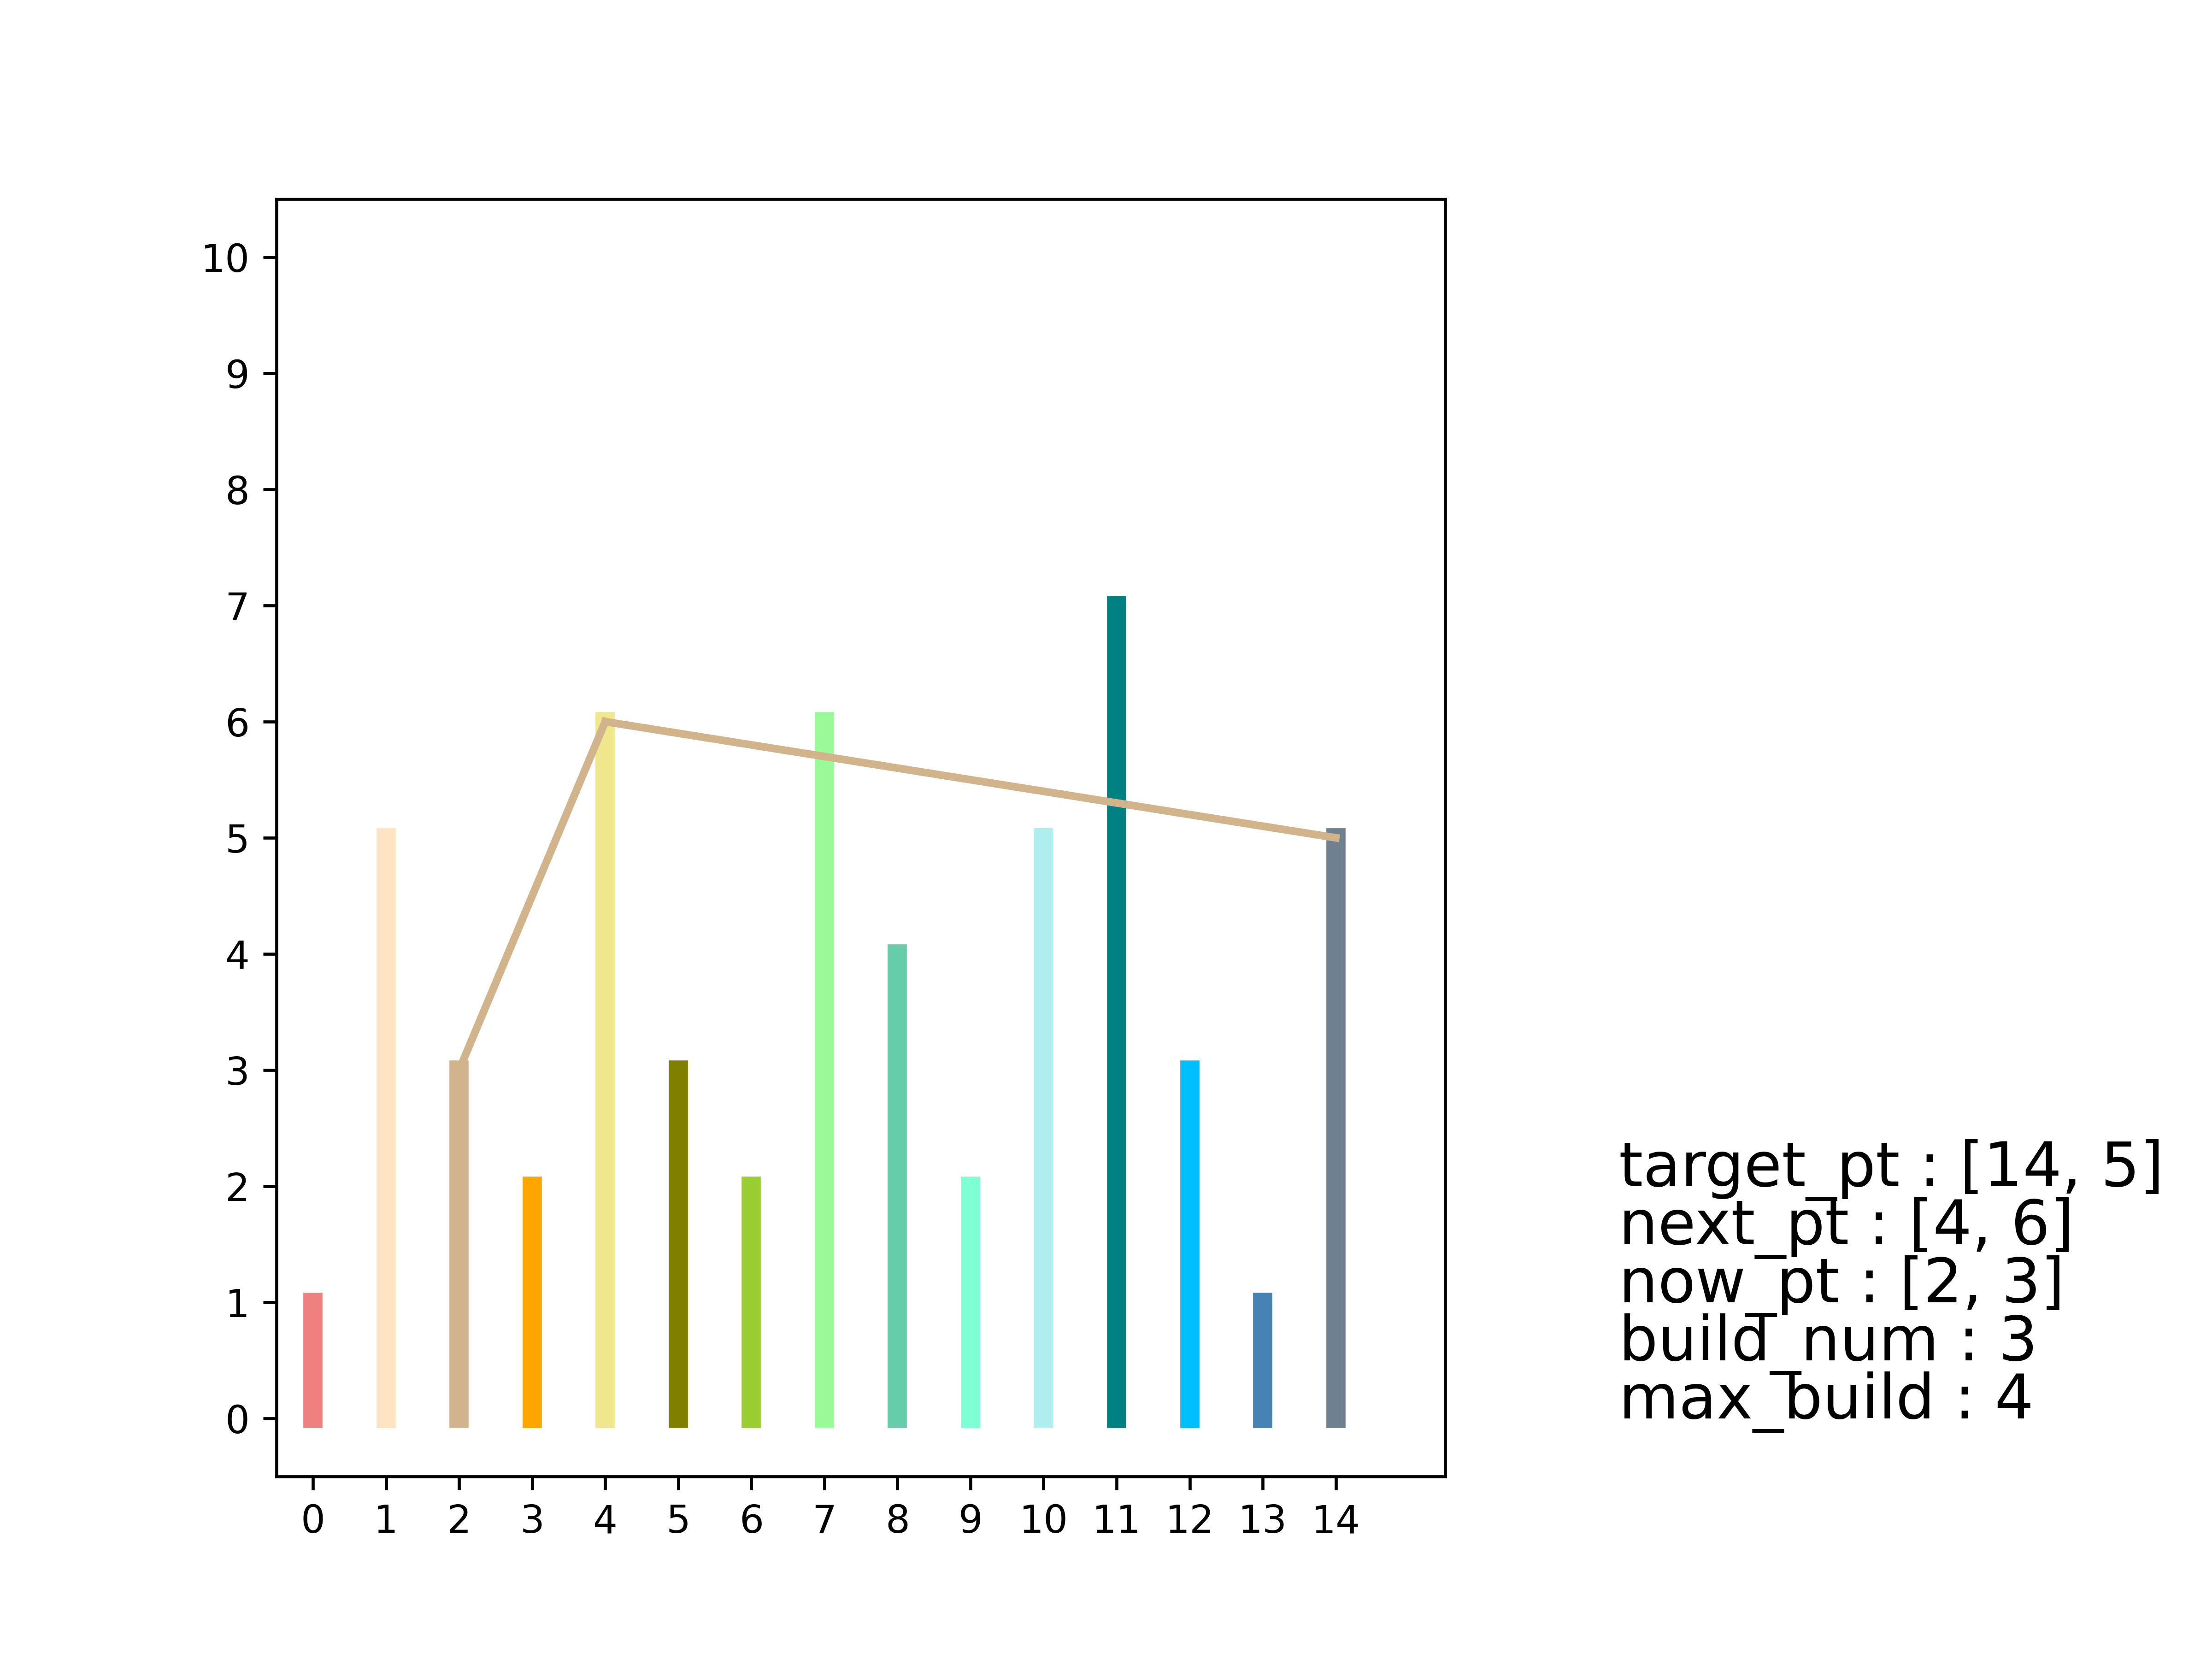 10
9
8
7
6
5
4
3
2
1
0
0 1 2 3 4 5 6 7 8 9 10 11 12 13 14
target_pt : [14, 5]
next_pt : [4, 6]
now_pt : [2, 3]
build_num : 3
max_build : 4